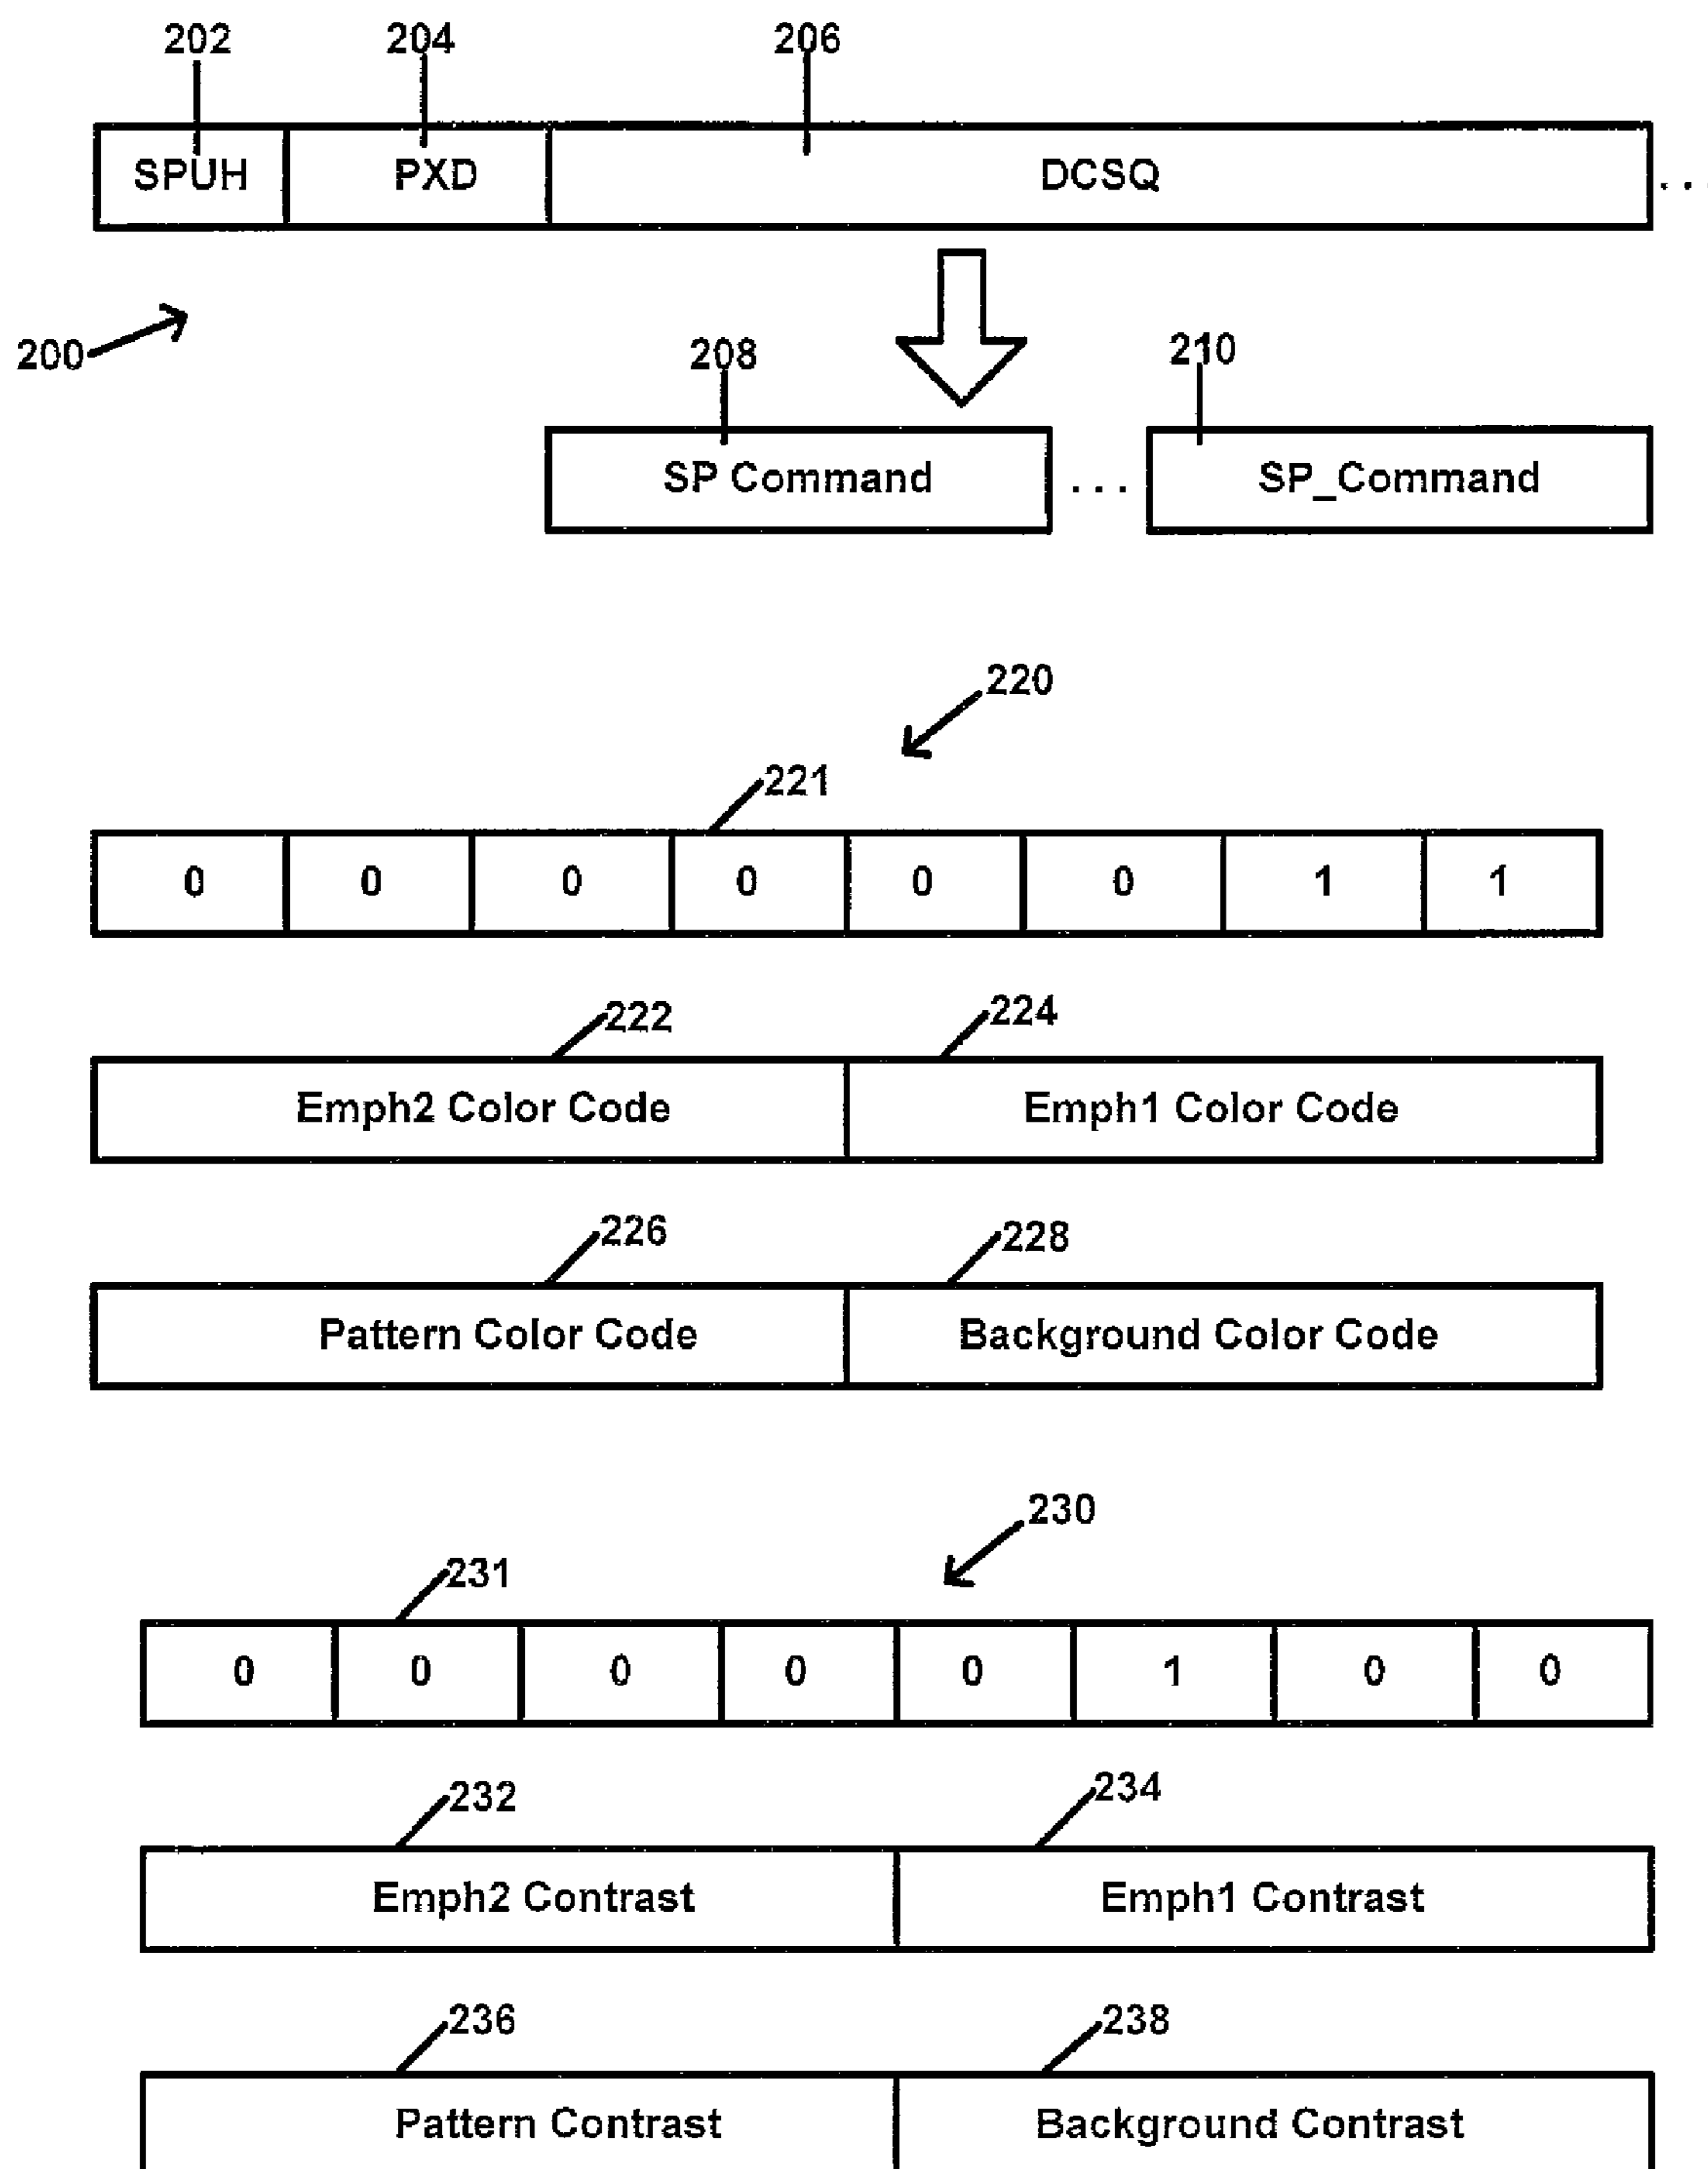 202 204 206
SPUH PXD DCSQ ...
200
208 210
SP Command ... SP_Command
220
221
0 0 0 0 0 0 1 1
222 224
Emph2 Color Code Emph1 Color Code
226 228
Pattern Color Code Background Color Code
230
231
0 0 0 0 0 1 0 0
232 234
Emph2 Contrast Emph1 Contrast
236 238
Pattern Contrast Background Contrast